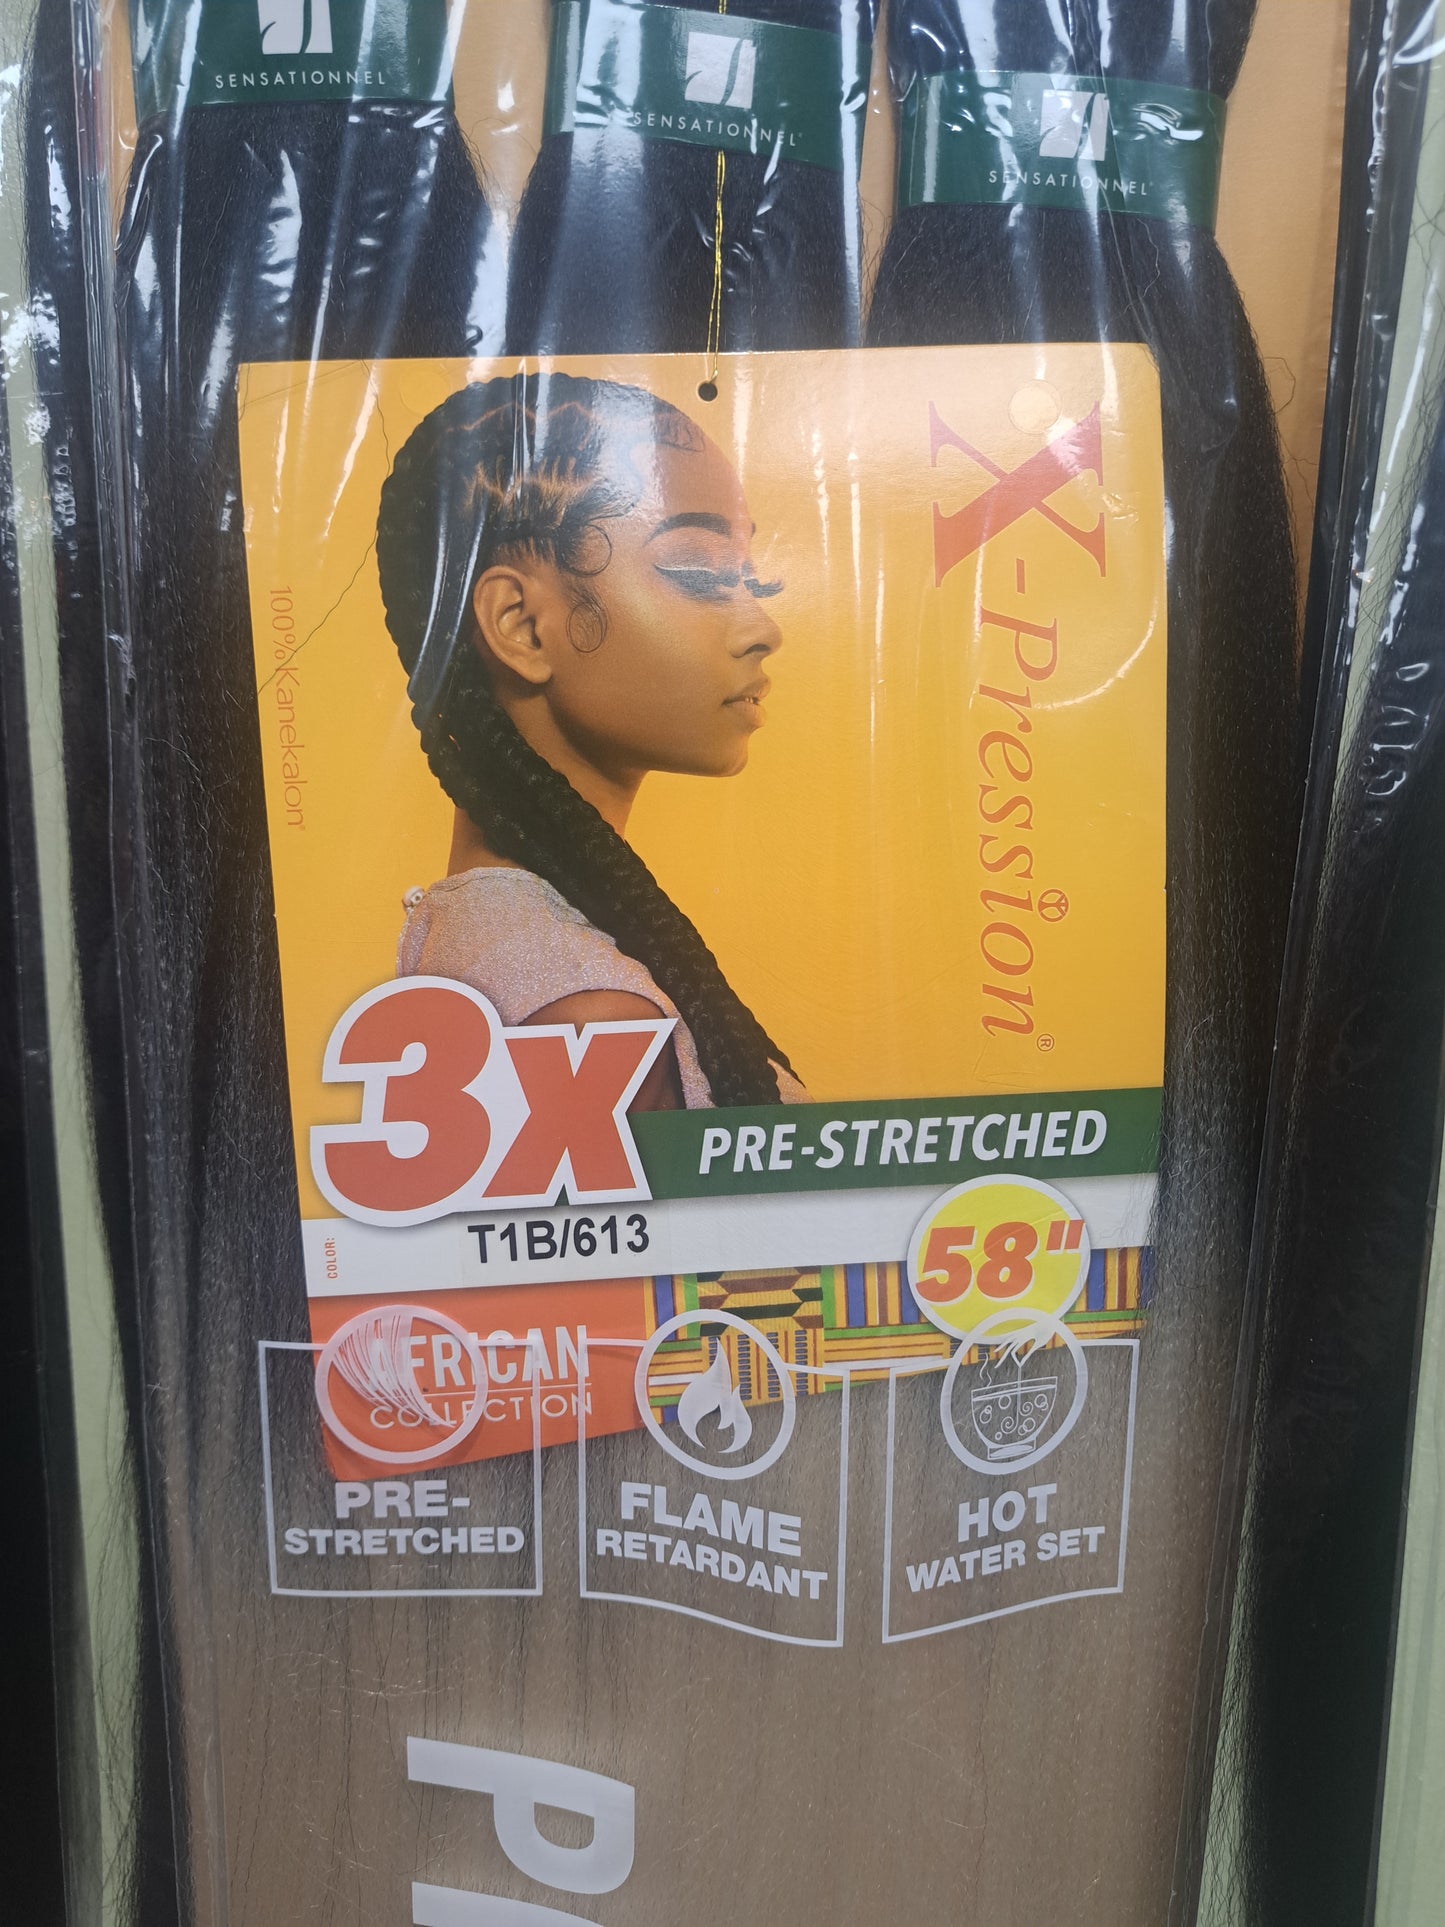 SENSATIONNEL
SENSATIONNEL®
SENSATIONNEL®
X-Pression®
100% Kanekalon®
3x
PRE-STRETCHED
COLOR:
T1B/613
58"
AFRICAN
COLLECTION
PRE-
STRETCHED
FLAME
RETARDANT
HOT
WATER SET